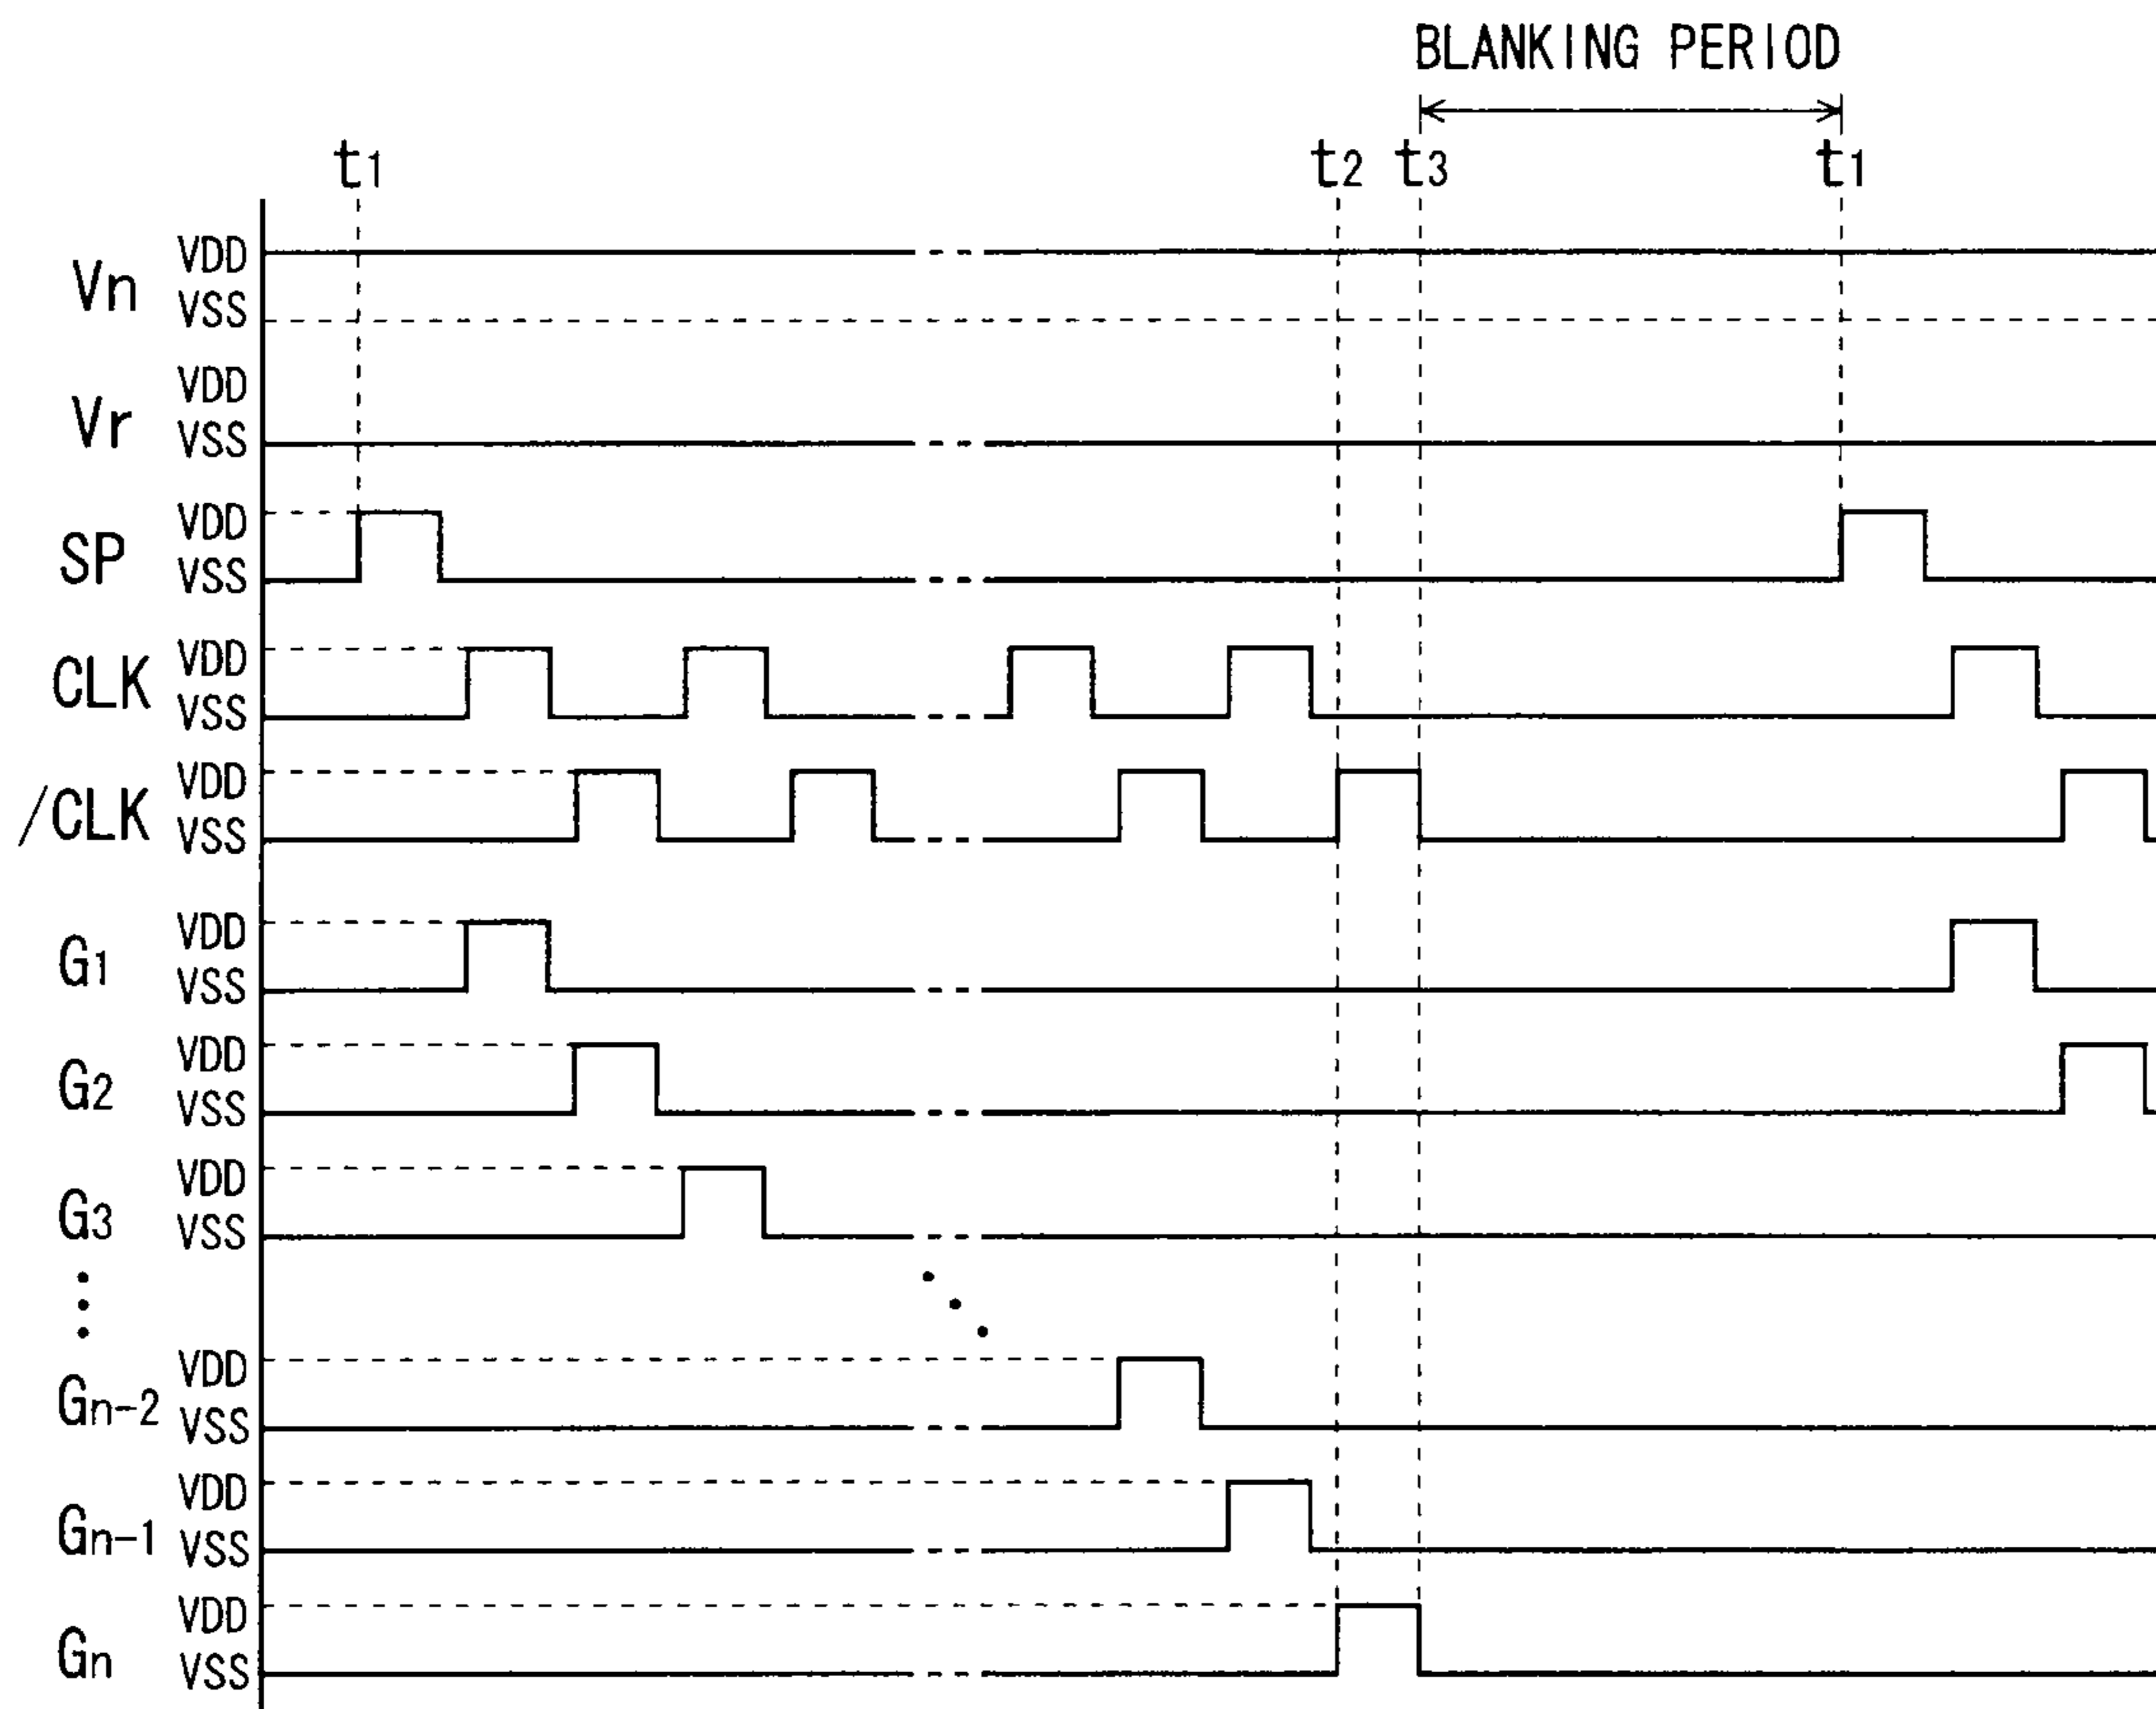 BLANKING PERIOD
t1 t2 t3 t1
Vn VDD
VSS
Vr VDD
VSS
SP VDD
VSS
CLK VDD
VSS
/CLK VDD
VSS
G1 VDD
VSS
G2 VDD
VSS
G3 VDD
VSS
Gn-2 VDD
VSS
Gn-1 VDD
VSS
Gn VDD
VSS